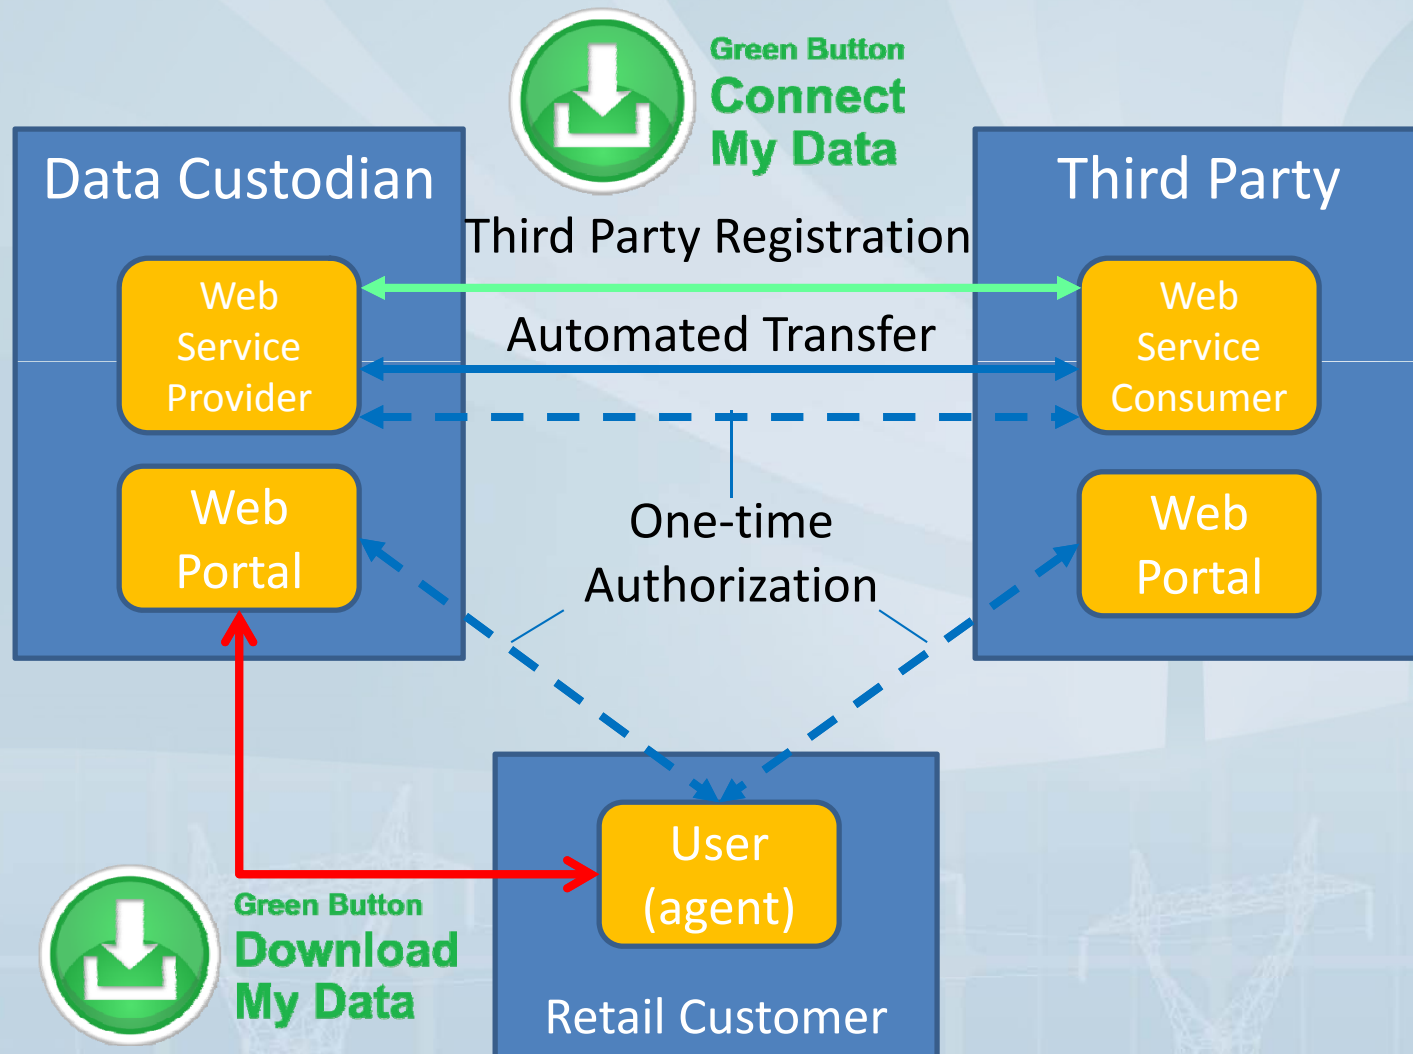 Green Button
Connect
My Data
Data Custodian
Third Party
Third Party Registration
Web
Service
Provider
Automated Transfer
Web
Service
Consumer
Web
Portal
One-time
Authorization
Web
Portal
User
(agent)
Retail Customer
Green Button
Download
My Data